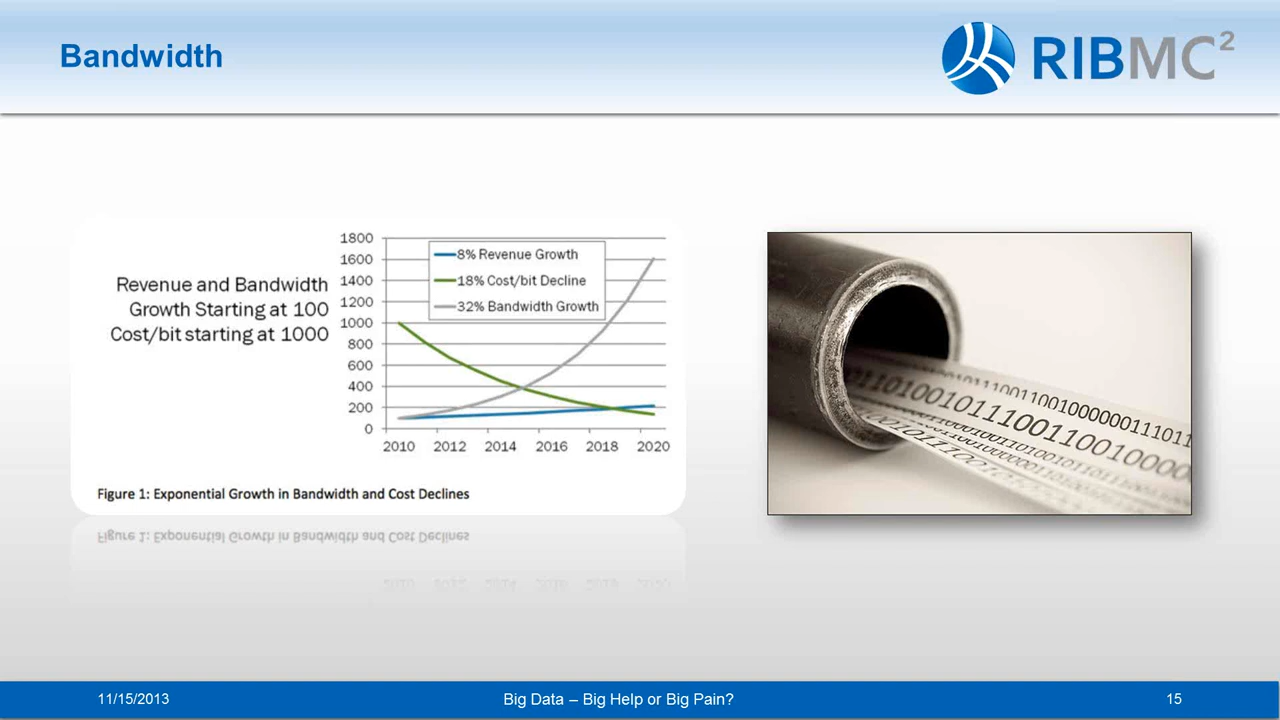 Bandwidth
RIBMC²
Revenue and Bandwidth
Growth Starting at 100
Cost/bit starting at 1000
1800
1600
1400
1200
1000
800
600
400
200
0
8% Revenue Growth
18% Cost/bit Decline
32% Bandwidth Growth
2010 2012 2014 2016 2018 2020
Figure 1: Exponential Growth in Bandwidth and Cost Declines
11/15/2013
Big Data – Big Help or Big Pain?
15